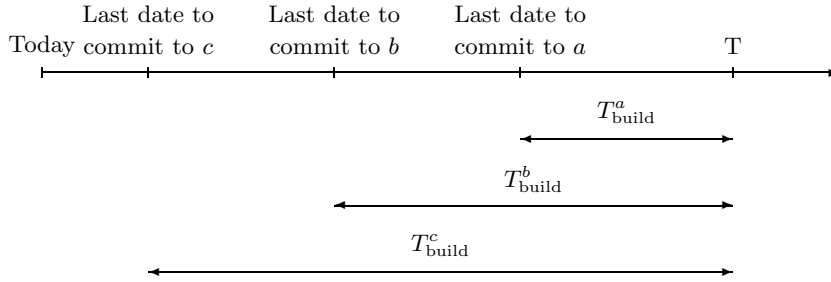 Last date to Last date to Last date to
Today commit to c commit to b commit to a T
T^a_build
T^b_build
T^c_build